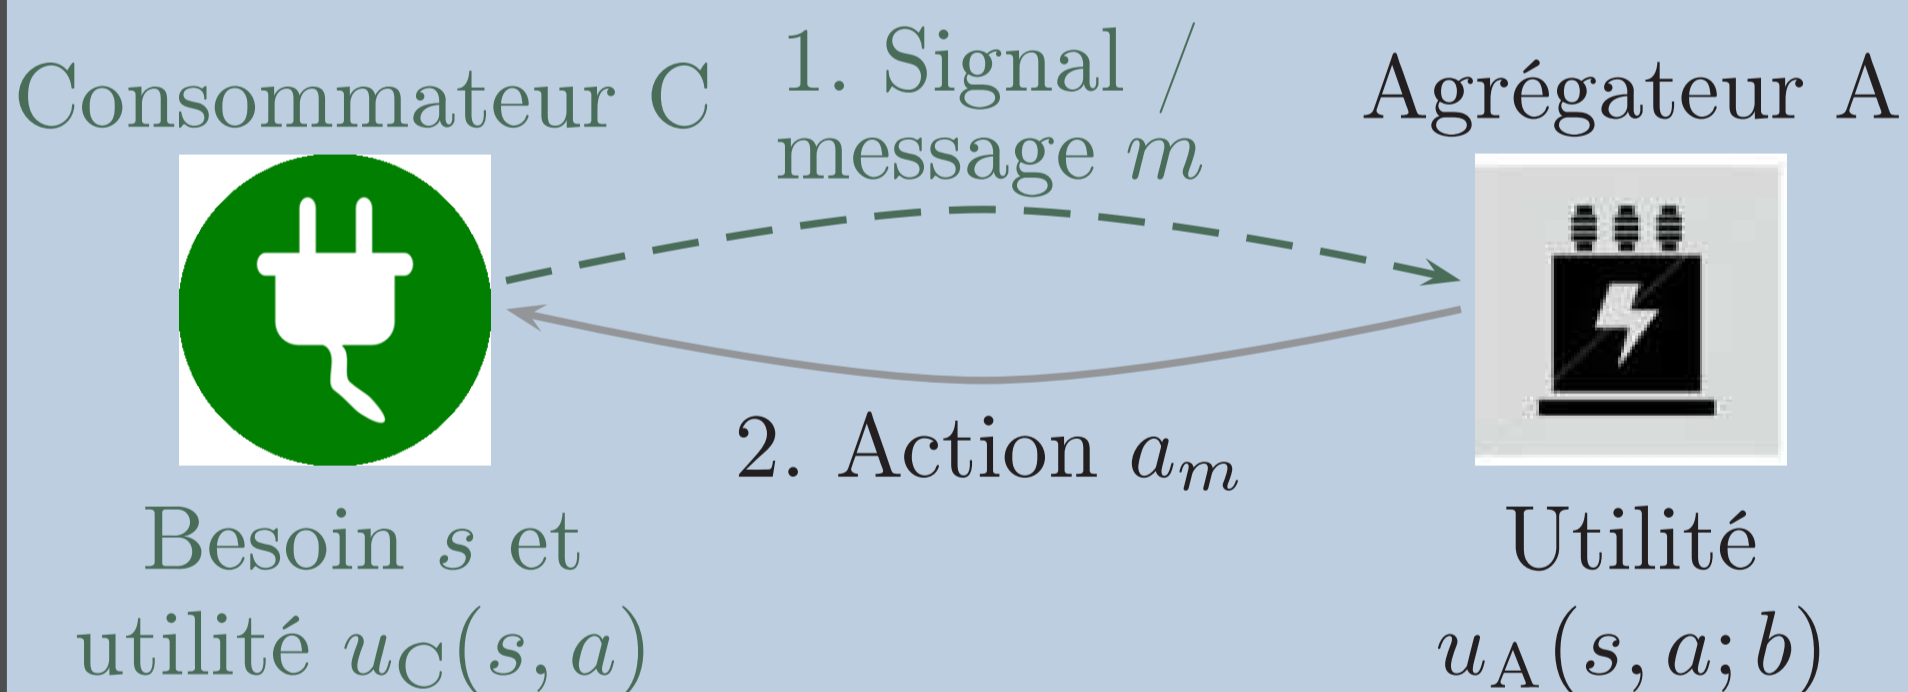 Consommateur C
1. Signal /
message m
Agrégateur A
2. Action a_m
Besoin s et
utilité u_C(s, a)
Utilité
u_A(s, a; b)